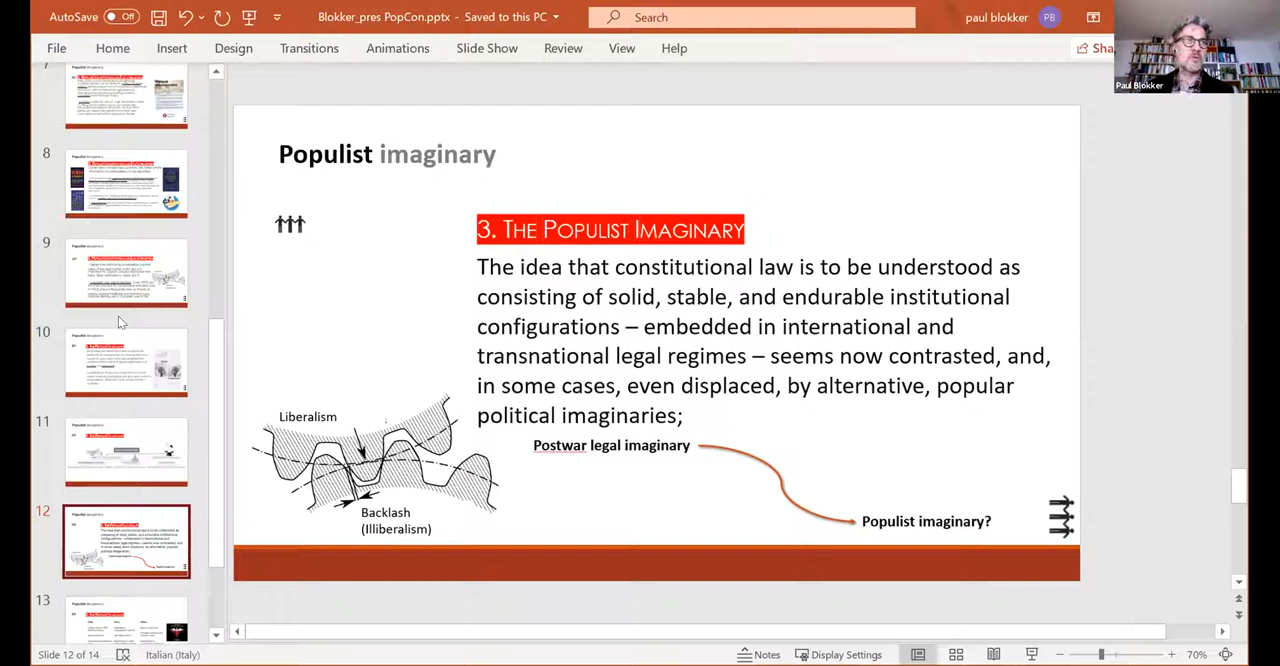 AutoSave Off
Blokker_pres PopCon.pptx - Saved to this PC
Search
paul blokker PB
File Home Insert Design Transitions Animations Slide Show Review View Help
Sha
Paul Blokker
7
8
9
10
11
12
13
Populist imaginary
3. The Populist Imaginary
The idea that constitutional law is to be understood as
consisting of solid, stable, and endurable institutional
configurations – embedded in international and
transnational legal regimes – seems now contrasted, and,
in some cases, even displaced, by alternative, popular
political imaginaries;
Liberalism
Postwar legal imaginary
Backlash
(Illiberalism)
Populist imaginary?
Slide 12 of 14 Italian (Italy) Notes Display Settings 70%